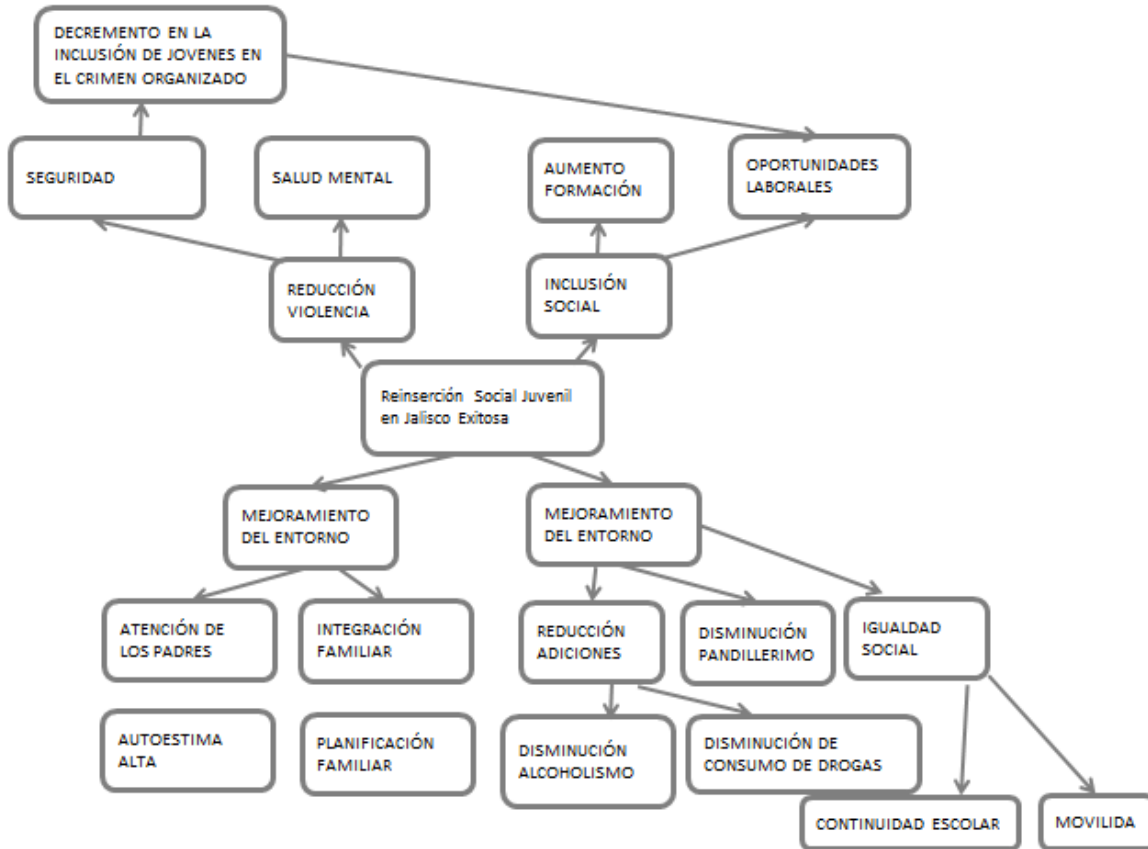 DECREMENTO EN LA
INCLUSIÓN DE JOVENES EN
EL CRIMEN ORGANIZADO
SEGURIDAD
SALUD MENTAL
AUMENTO
FORMACIÓN
OPORTUNIDADES
LABORALES
REDUCCIÓN
VIOLENCIA
INCLUSIÓN
SOCIAL
Reinserción Social Juvenil
en Jalisco Exitosa
MEJORAMIENTO
DEL ENTORNO
MEJORAMIENTO
DEL ENTORNO
ATENCIÓN DE
LOS PADRES
INTEGRACIÓN
FAMILIAR
REDUCCIÓN
ADICIONES
DISMINUCIÓN
PANDILLERIMO
IGUALDAD
SOCIAL
AUTOESTIMA
ALTA
PLANIFICACIÓN
FAMILIAR
DISMINUCIÓN
ALCOHOLISMO
DISMINUCIÓN DE
CONSUMO DE DROGAS
CONTINUIDAD ESCOLAR
MOVILIDA